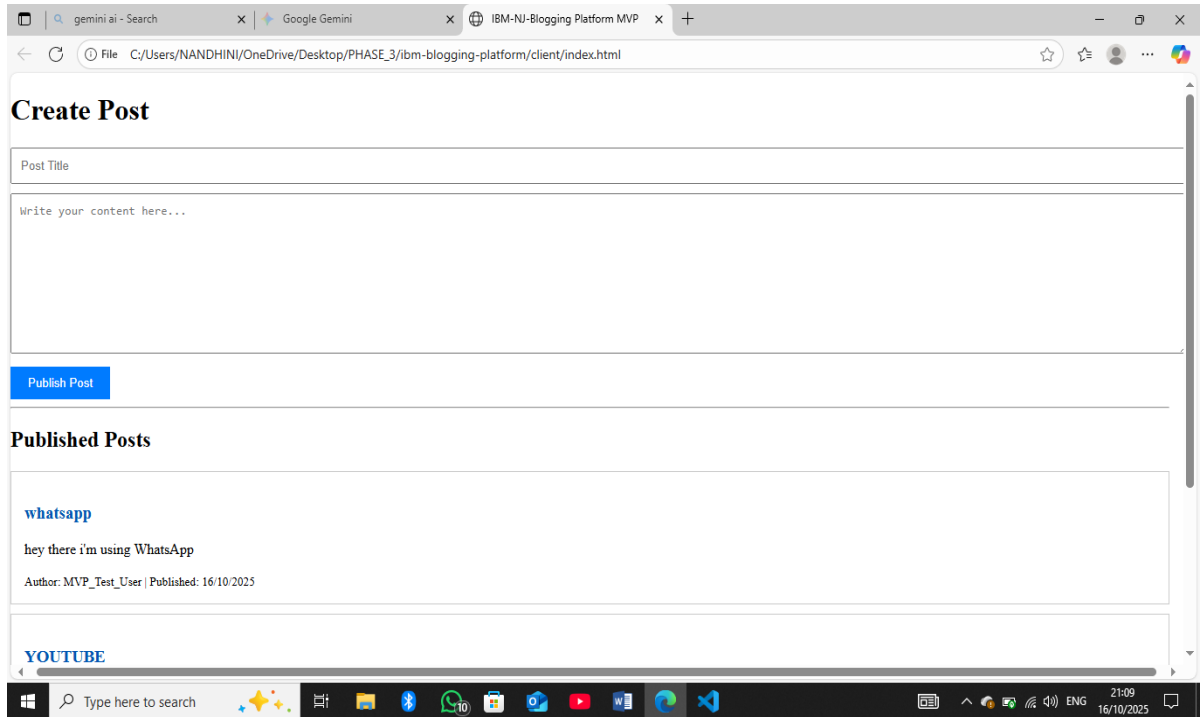 gemini ai - Search
Google Gemini
IBM-NJ-Blogging Platform MVP
File C:/Users/NANDHINI/OneDrive/Desktop/PHASE_3/ibm-blogging-platform/client/index.html
Create Post
Post Title
Write your content here...
Publish Post
Published Posts
whatsapp
hey there i'm using WhatsApp
Author: MVP_Test_User | Published: 16/10/2025
YOUTUBE
Type here to search
10
ENG
21:09
16/10/2025